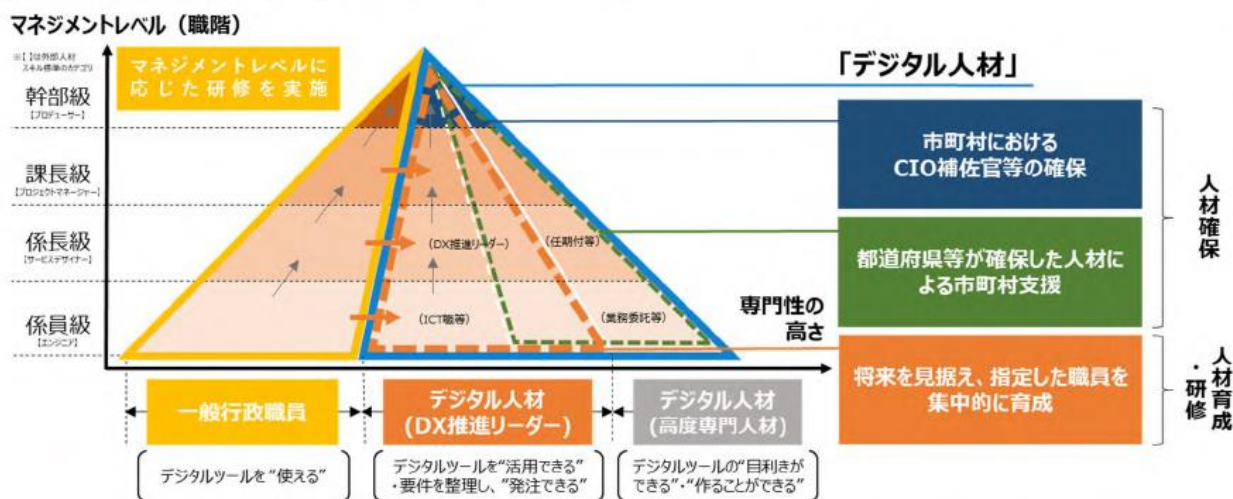 マネジメントレベル（職階）
※【 】は外部人材
スキル標準のカテゴリ
マネジメントレベルに
応じた研修を実施
「デジタル人材」
幹部級
【プロデューサー】
課長級
【プロジェクトマネージャー】
係長級
【サービスデザイナー】
係員級
【エンジニア】
（DX推進リーダー）
（任期付等）
（ICT職等）
（業務委託等）
専門性の
高さ
市町村における
CIO補佐官等の確保
都道府県等が確保した人材に
よる市町村支援
人材確保
将来を見据え、指定した職員を
集中的に育成
人材育成
・研修
一般行政職員
デジタル人材
(DX推進リーダー)
デジタル人材
(高度専門人材)
デジタルツールを“使える”
デジタルツールを“活用できる”
・要件を整理し、”発注できる”
デジタルツールの“目利きが
できる”・“作ることができる”